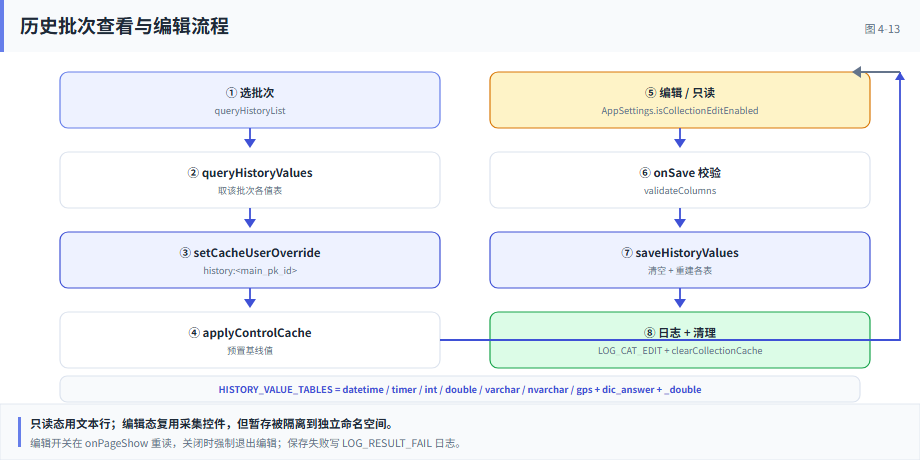 历史批次查看与编辑流程
图 4-13
① 选批次
queryHistoryList
② queryHistoryValues
取该批次各值表
③ setCacheUserOverride
history:<main_pk_id>
④ applyControlCache
预置基线值
⑤ 编辑 / 只读
AppSettings.isCollectionEditEnabled
⑥ onSave 校验
validateColumns
⑦ saveHistoryValues
清空 + 重建各表
⑧ 日志 + 清理
LOG_CAT_EDIT + clearCollectionCache
HISTORY_VALUE_TABLES = datetime / timer / int / double / varchar / nvarchar / gps + dic_answer + _double
只读态用文本行；编辑态复用采集控件，但暂存被隔离到独立命名空间。
编辑开关在 onPageShow 重读，关闭时强制退出编辑；保存失败写 LOG_RESULT_FAIL 日志。